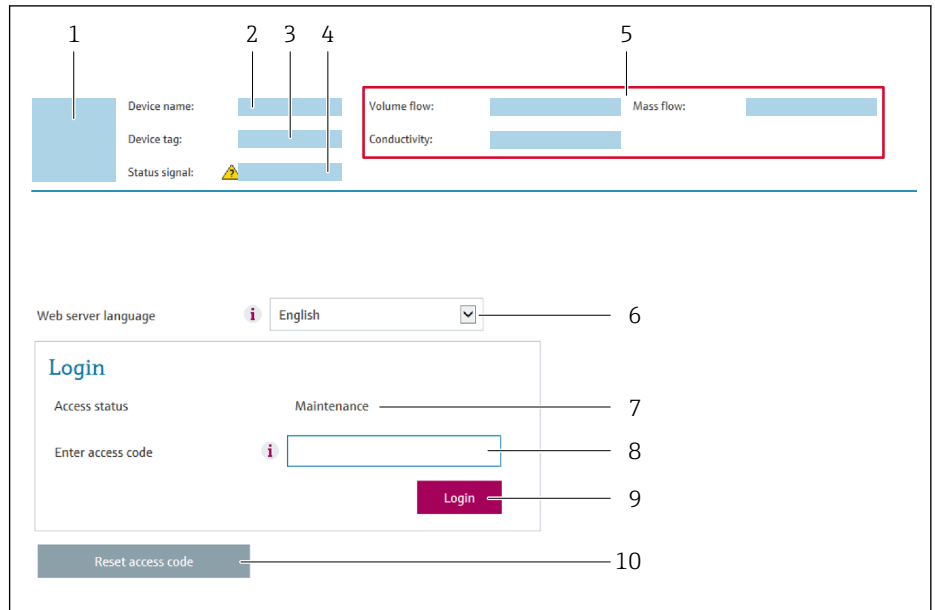 1 2 3 4 5
Device name: Volume flow: Mass flow:
Device tag: Conductivity:
Status signal: ?
Web server language i English 6
Login
Access status Maintenance 7
Enter access code i 8
Login 9
Reset access code 10